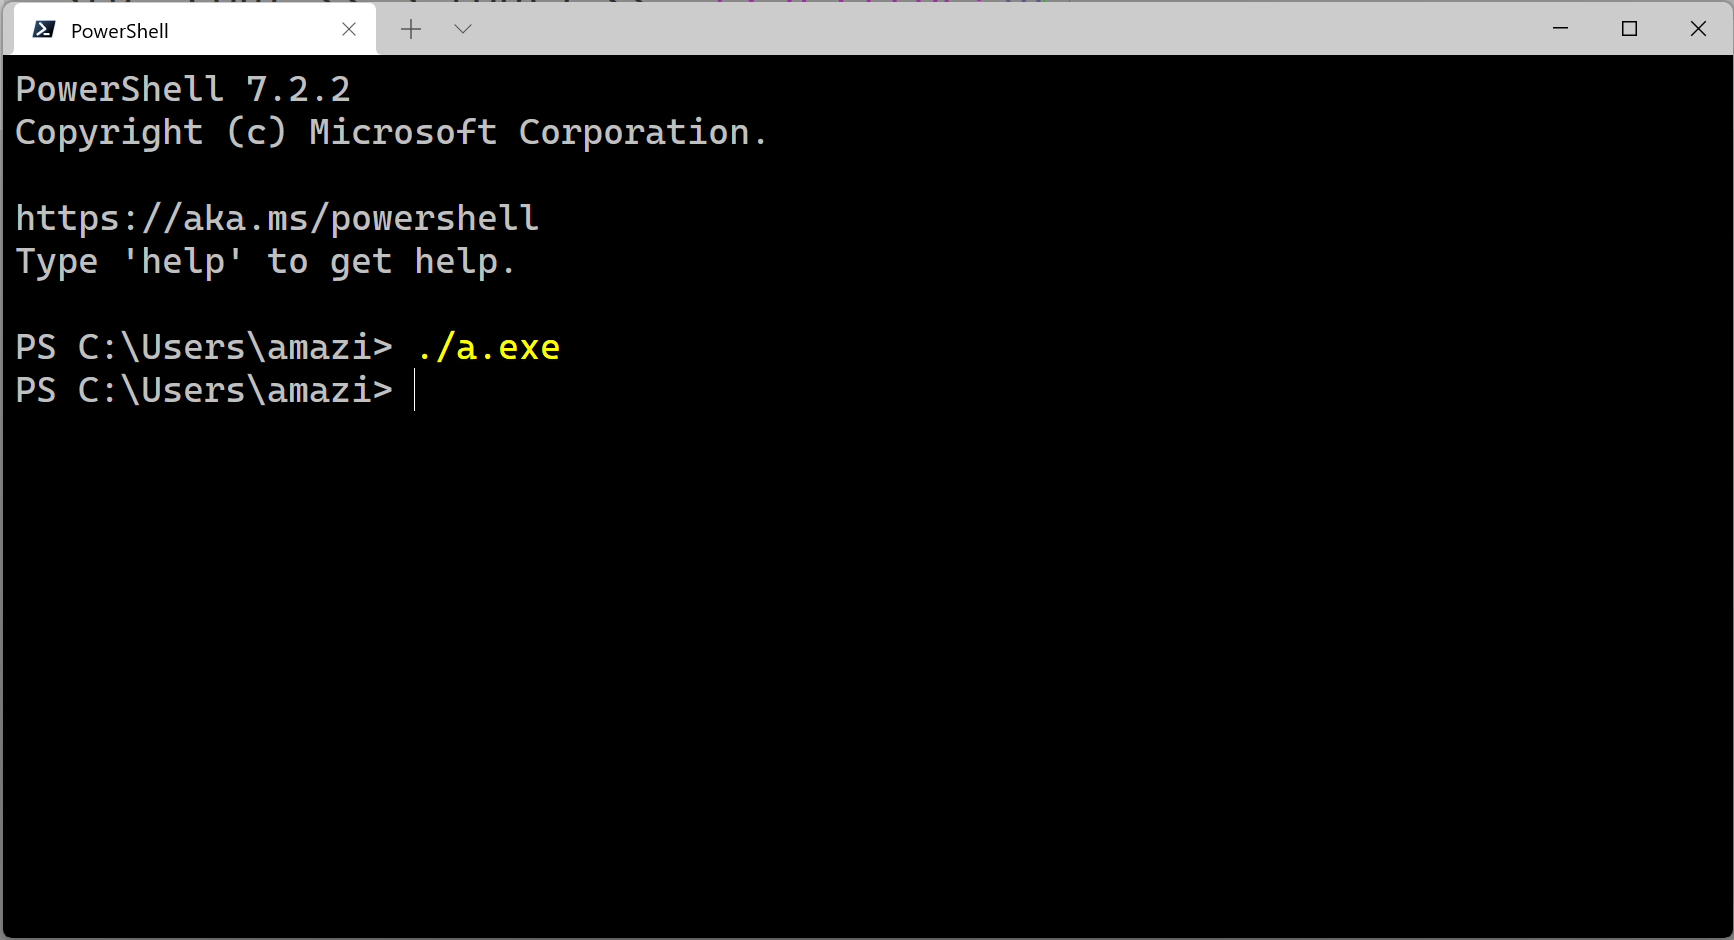 PowerShell
PowerShell 7.2.2
Copyright (c) Microsoft Corporation.
https://aka.ms/powershell
Type 'help' to get help.
PS C:\Users\amazi> ./a.exe
PS C:\Users\amazi>